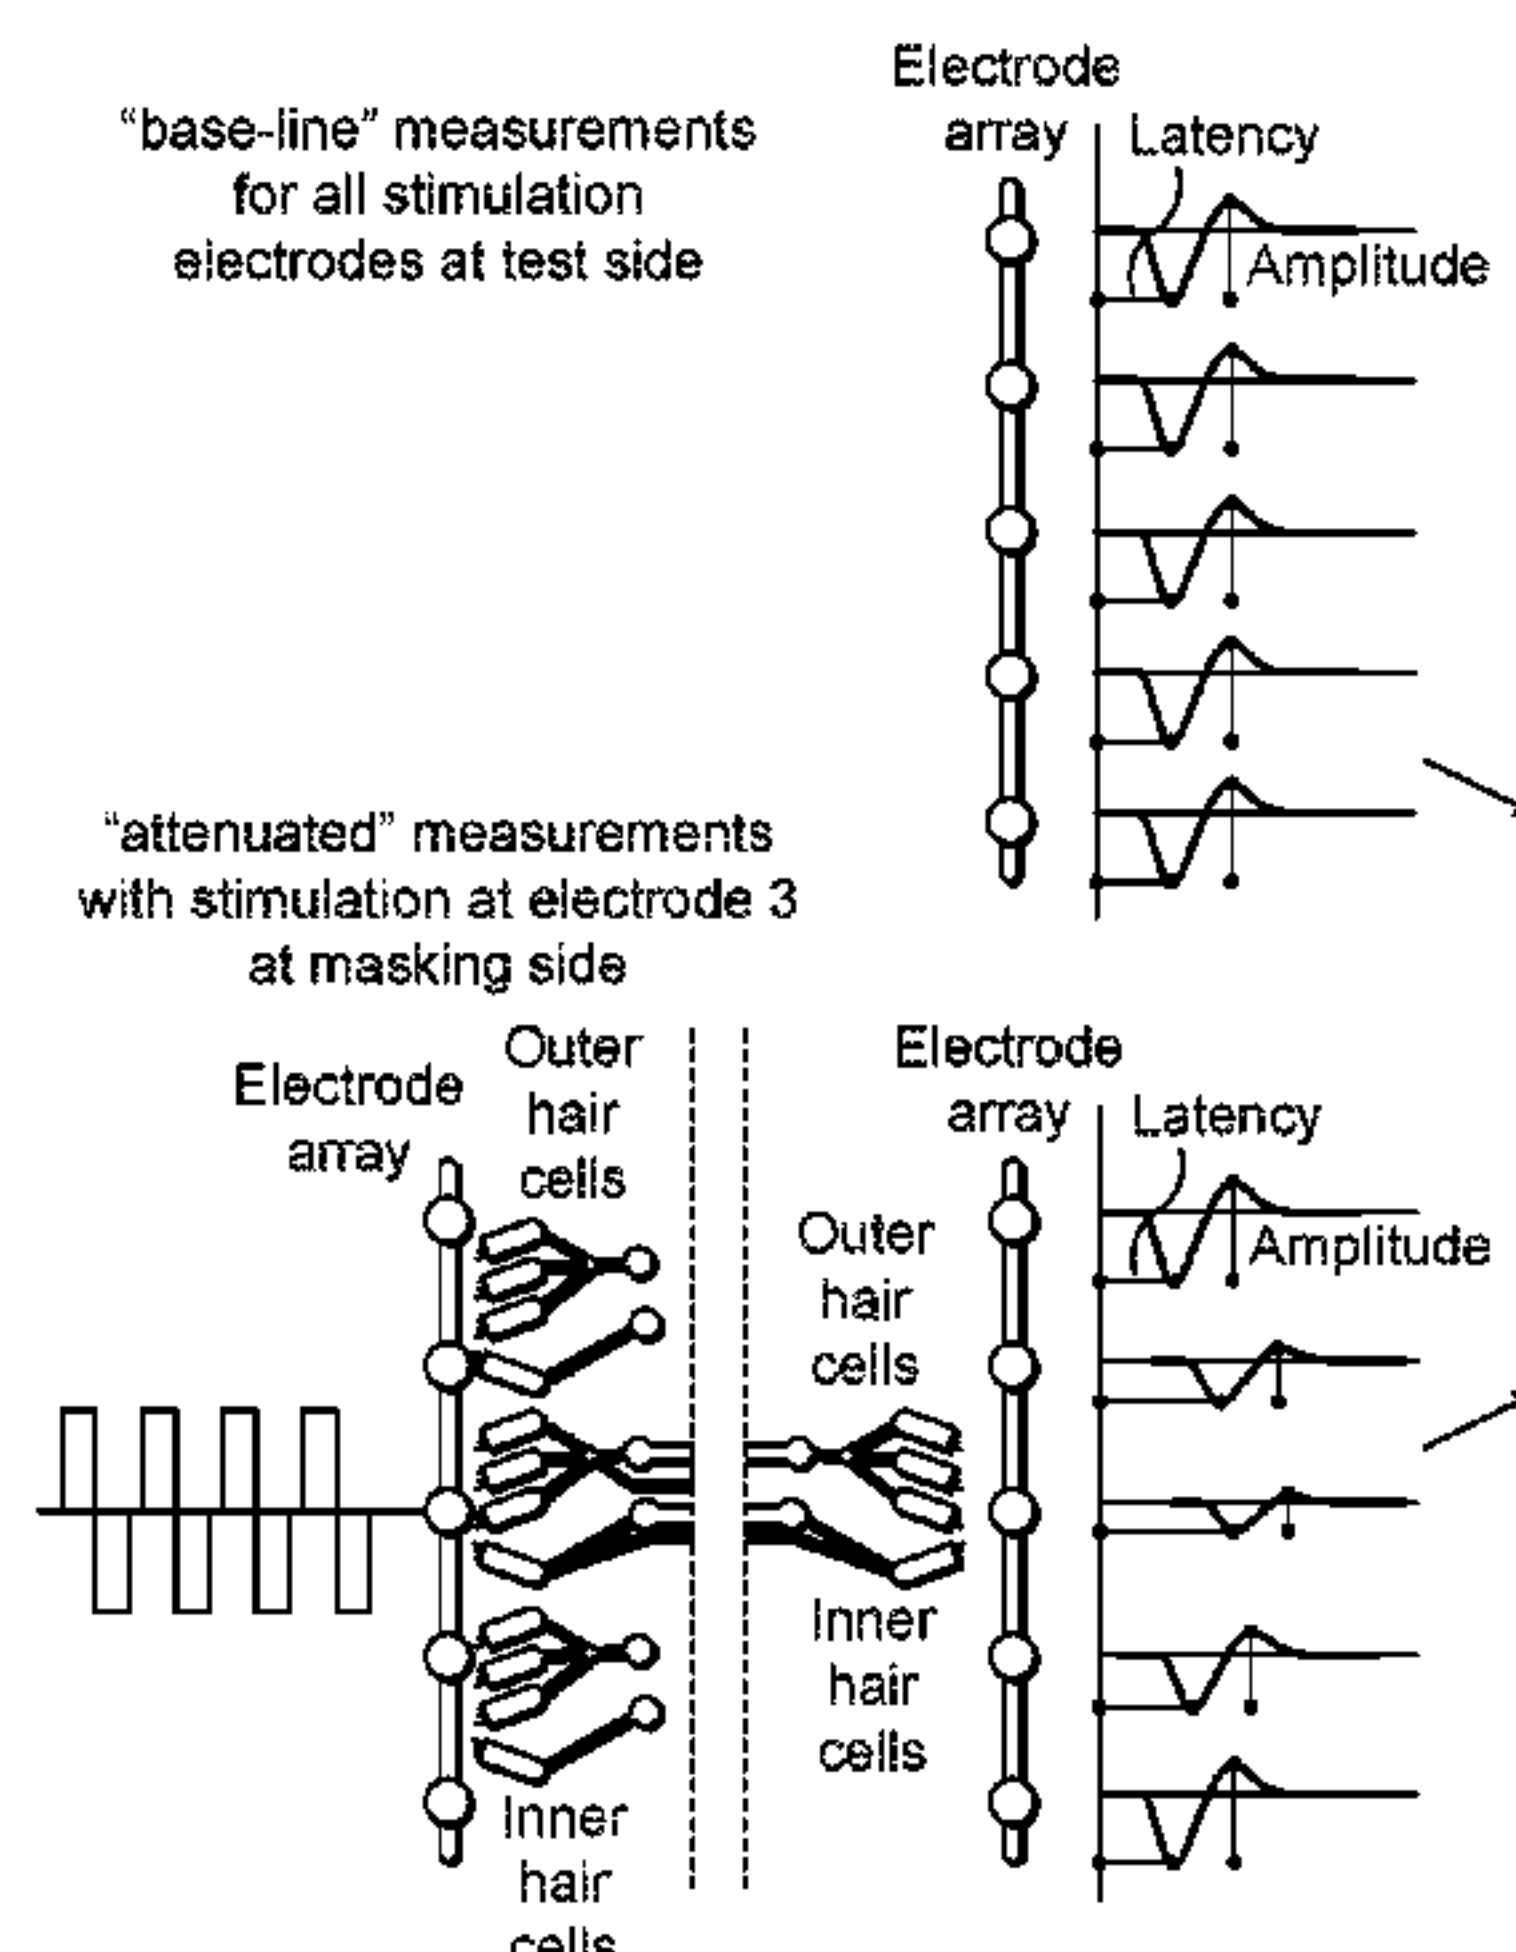 "base-line" measurements
for all stimulation
electrodes at test side
Electrode
array
Latency
Amplitude
"attenuated" measurements
with stimulation at electrode 3
at masking side
Electrode
array
Outer
hair
cells
Inner
hair
cells
Outer
hair
cells
Inner
hair
cells
Electrode
array
Latency
Amplitude